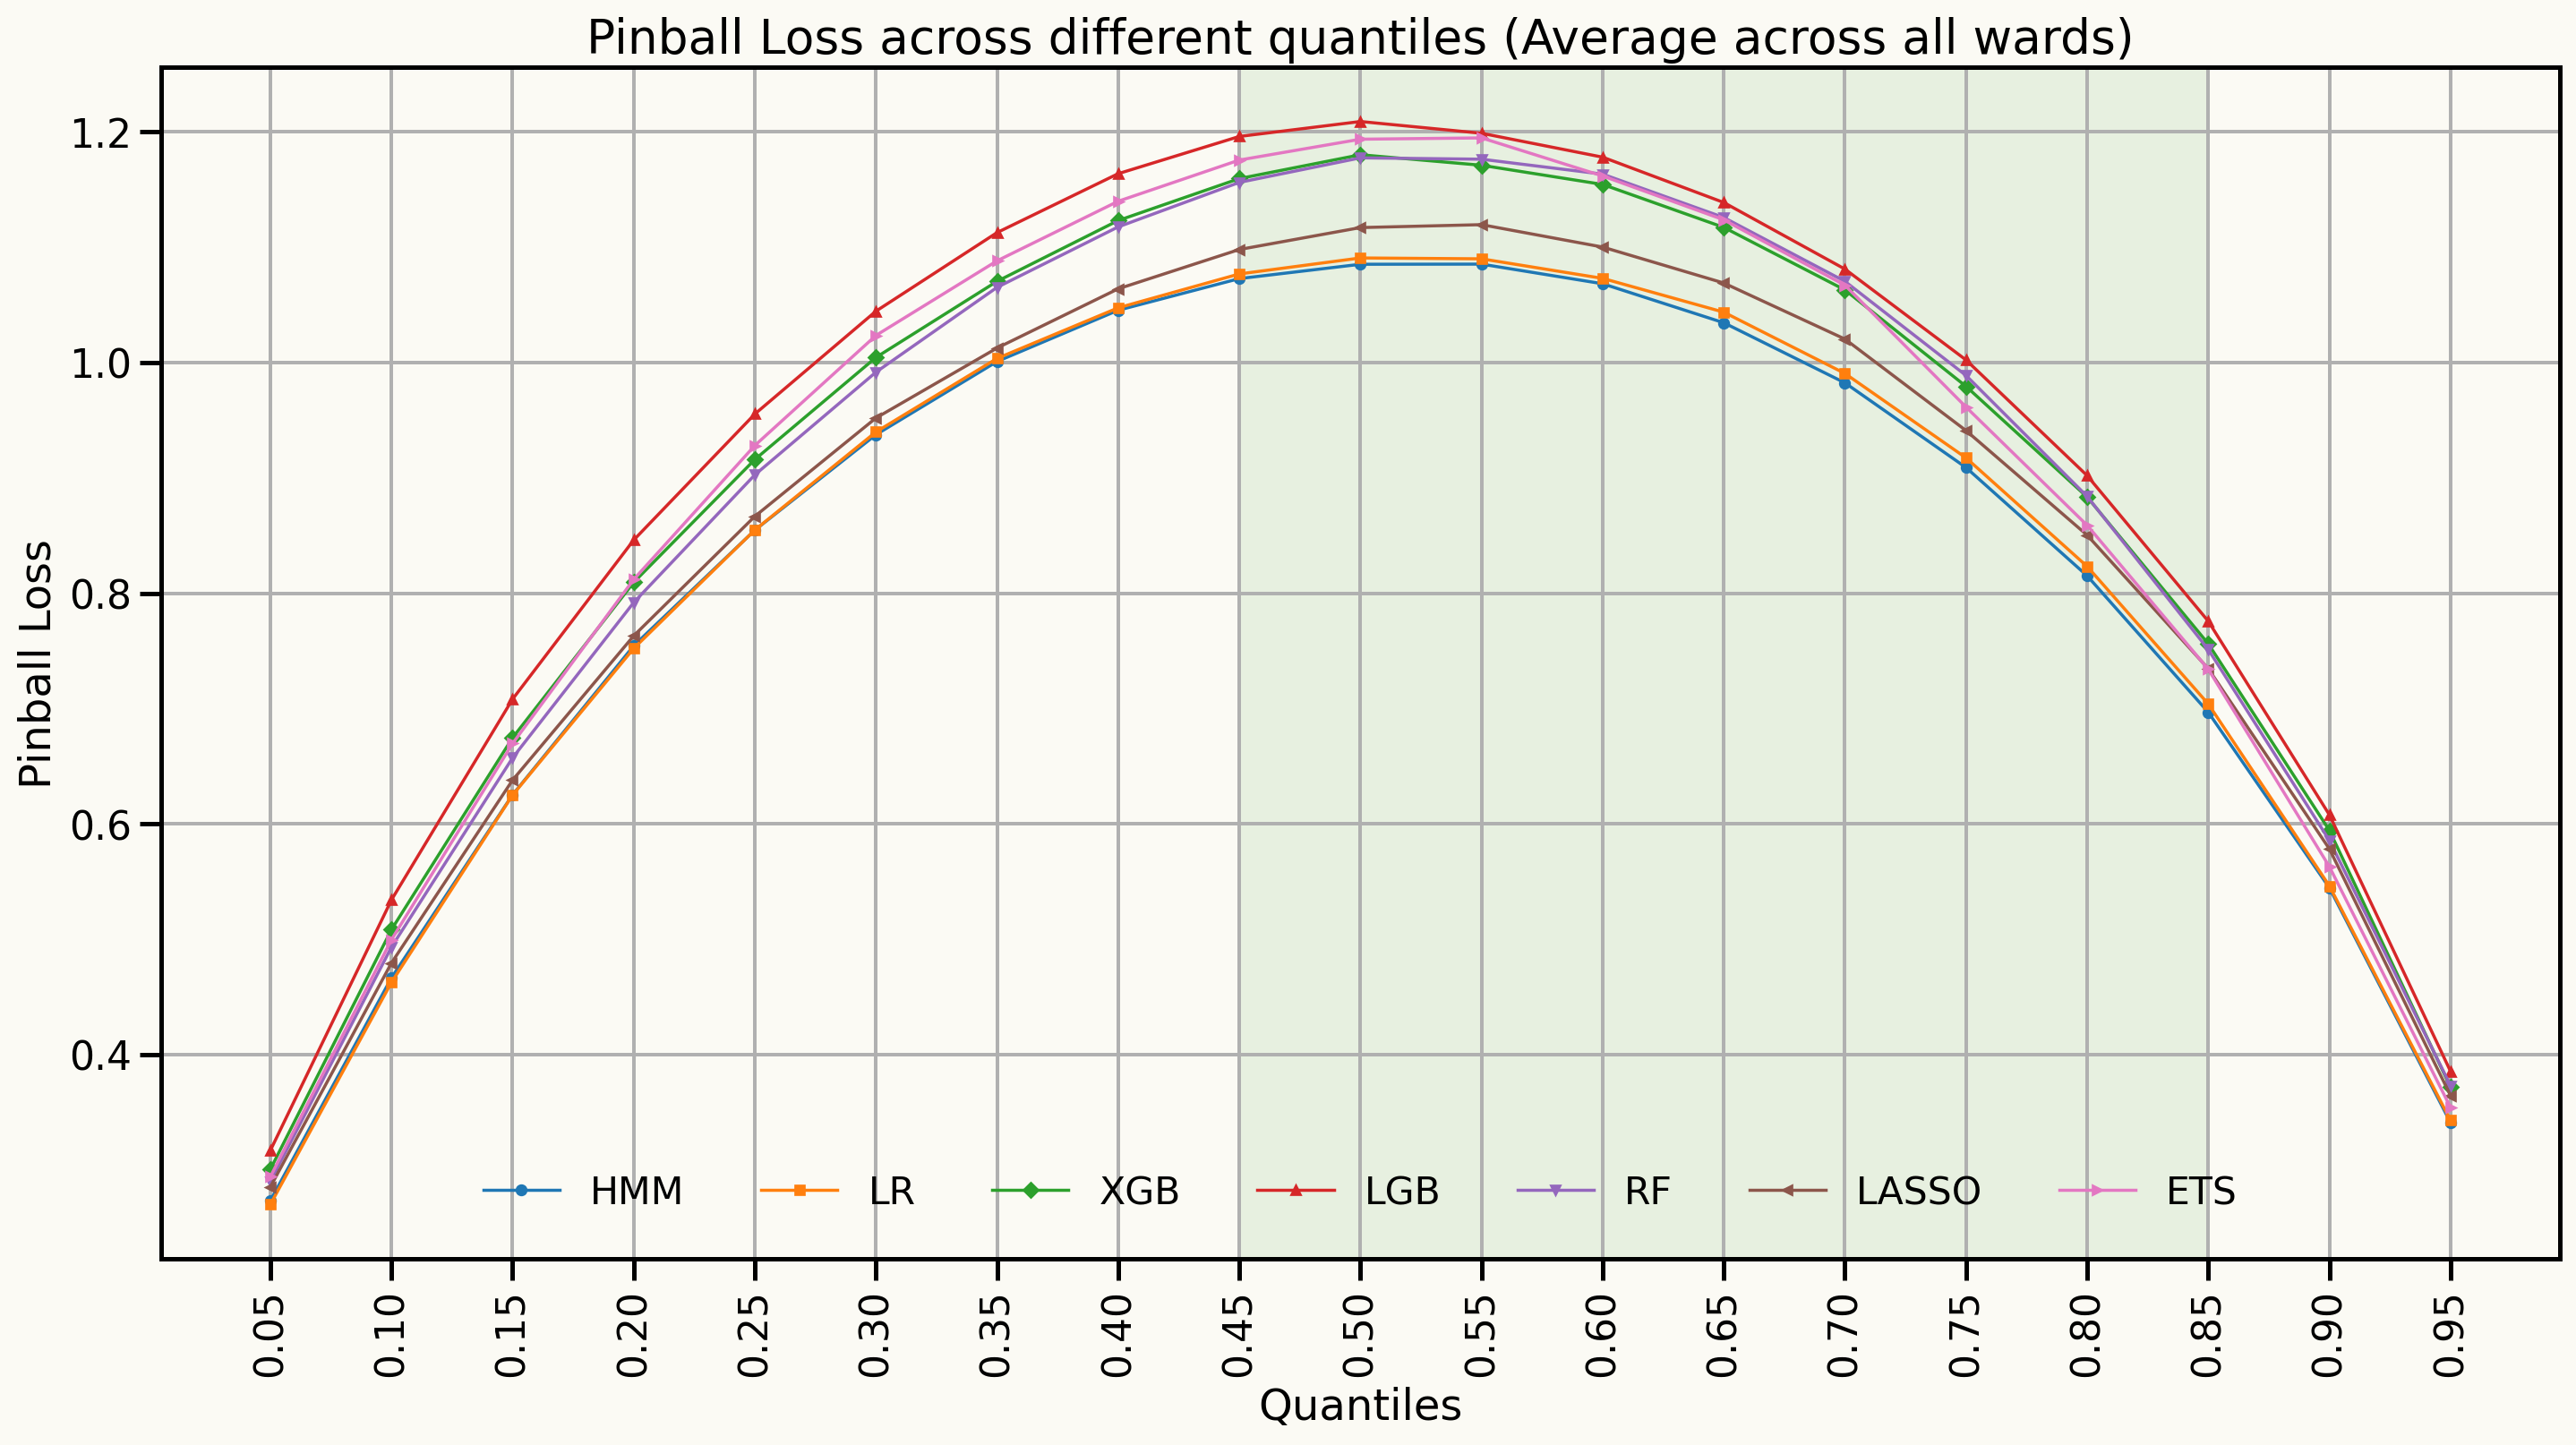 Pinball Loss across different quantiles (Average across all wards)
Pinball Loss
1.2
1.0
0.8
0.6
0.4
HMM LR XGB LGB RF LASSO ETS
0.05 0.10 0.15 0.20 0.25 0.30 0.35 0.40 0.45 0.50 0.55 0.60 0.65 0.70 0.75 0.80 0.85 0.90 0.95
Quantiles